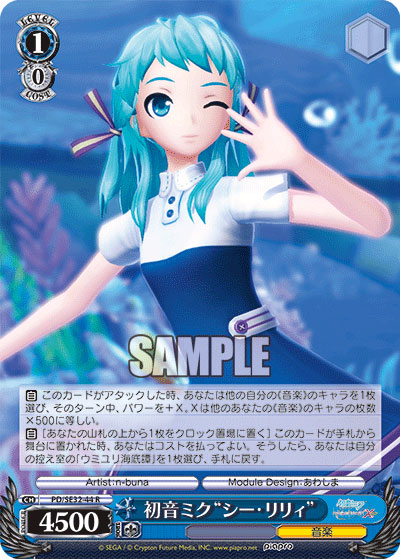 LEVEL
1
0
COST
SAMPLE
自 このカードがアタックした時、あなたは他の自分の《音楽》のキャラを1枚
選び、そのターン中、パワーを+X。Xは他のあなたの《音楽》のキャラの枚数
×500に等しい。
自 [あなたの山札の上から1枚をクロック置場に置く] このカードが手札から
舞台に置かれた時、あなたはコストを払ってよい。そうしたら、あなたは自
分の控え室の「ウミユリ海底譚」を1枚選び、手札に戻す。
Artist:n-buna
Module Design:あわしま
CH
PD/SE32-44 R
4500
初音ミク“シー・リリィ”
音楽
© SEGA / © Crypton Future Media, INC. www.piapro.net piapro